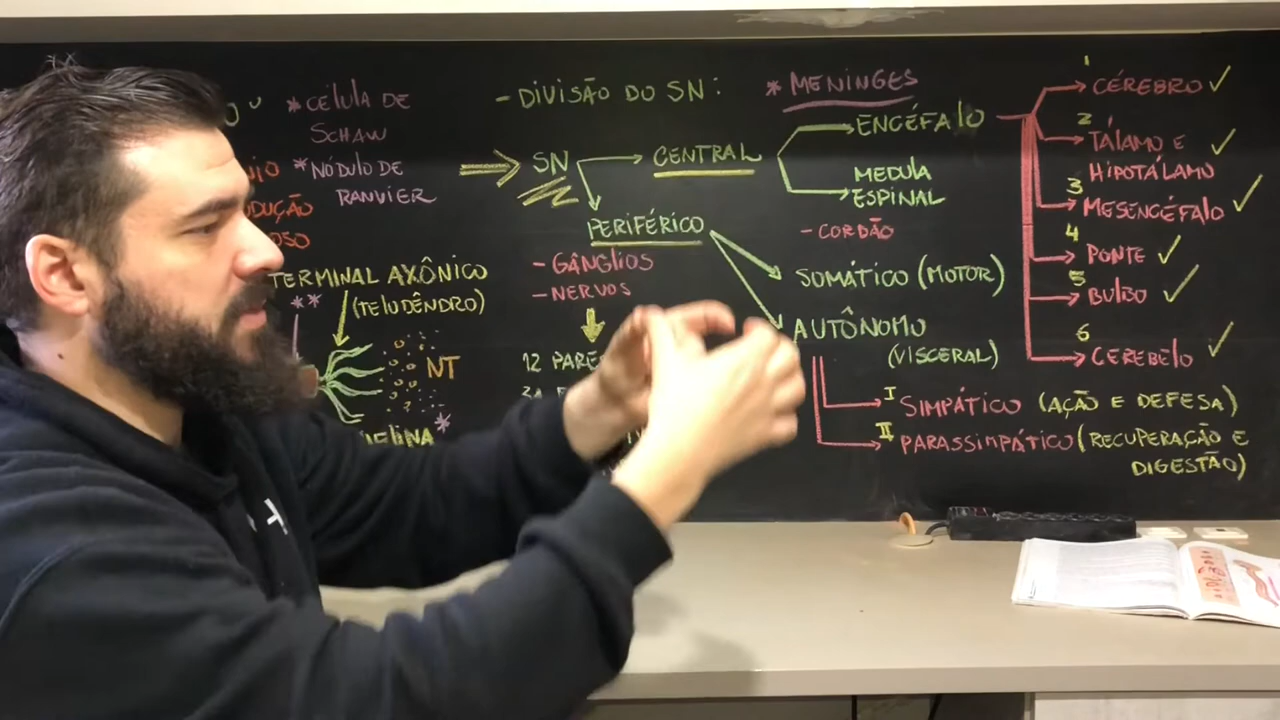 *CÉLULA DE
SCHAW
*NÓDULO DE
RANVIER
TERMINAL AXÔNICO
(TELUDÊNDRO)
**
NT
*
- DIVISÃO DO SN:
SN
CENTRAL
PERIFÉRICO
- GÂNGLIOS
- NERVOS
12 PARES
* MENINGES
ENCÉFALO
MEDULA
ESPINAL
- CORDÃO
SOMÁTICO (MOTOR)
AUTÔNOMO
(VISCERAL)
I SIMPÁTICO (AÇÃO E DEFESA)
II PARASSIMPÁTICO (RECUPERAÇÃO E
DIGESTÃO)
1
CÉREBRO ✓
2
TÁLAMO E ✓
HIPOTÁLAMO
3
MESENCÉFALO ✓
4
PONTE ✓
5
BULBO ✓
6
CEREBELO ✓